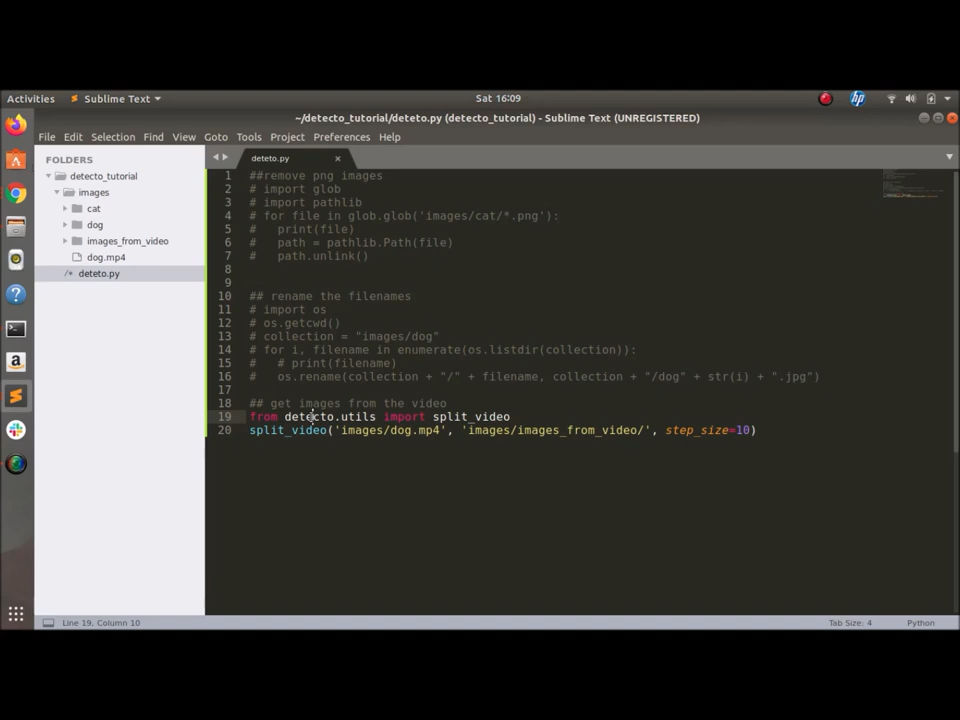 Activities Sublime Text Sat 16:09
~/detecto_tutorial/deteto.py (detecto_tutorial) - Sublime Text (UNREGISTERED)
File Edit Selection Find View Goto Tools Project Preferences Help
FOLDERS
detecto_tutorial
images
cat
dog
images_from_video
dog.mp4
/* deteto.py
deteto.py
1 ##remove png images
2 # import glob
3 # import pathlib
4 # for file in glob.glob('images/cat/*.png'):
5 #   print(file)
6 #   path = pathlib.Path(file)
7 #   path.unlink()
8
9
10 ## rename the filenames
11 # import os
12 # os.getcwd()
13 # collection = "images/dog"
14 # for i, filename in enumerate(os.listdir(collection)):
15 #   # print(filename)
16 #   os.rename(collection + "/" + filename, collection + "/dog" + str(i) + ".jpg")
17
18 ## get images from the video
19 from detecto.utils import split_video
20 split_video('images/dog.mp4', 'images/images_from_video/', step_size=10)
Line 19, Column 10 Tab Size: 4 Python